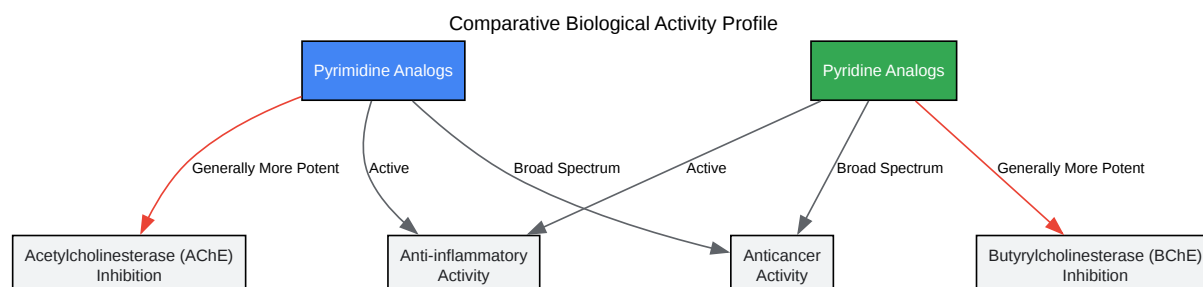 Comparative Biological Activity Profile
Pyrimidine Analogs
Pyridine Analogs
Generally More Potent
Active
Broad Spectrum
Active
Broad Spectrum
Generally More Potent
Acetylcholinesterase (AChE)
Inhibition
Anti-inflammatory
Activity
Anticancer
Activity
Butyrylcholinesterase (BChE)
Inhibition